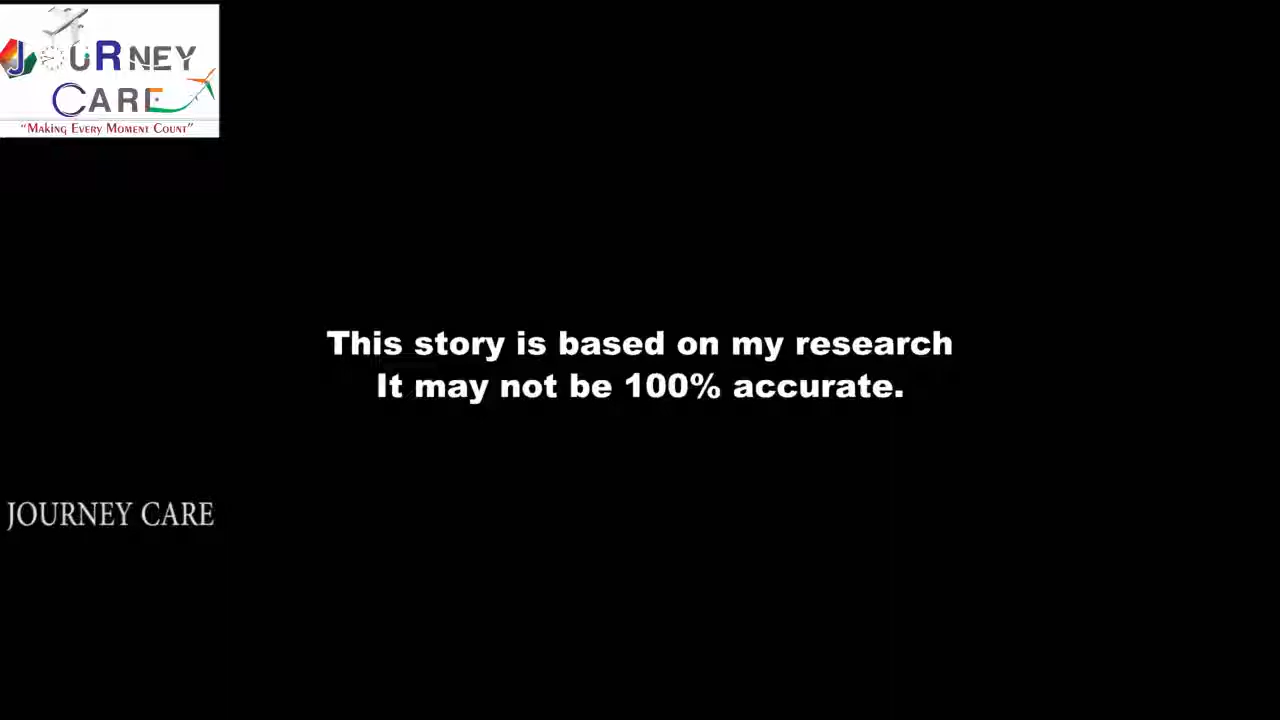 JOURNEY
CARE
"MAKING EVERY MOMENT COUNT"
This story is based on my research
It may not be 100% accurate.
JOURNEY CARE